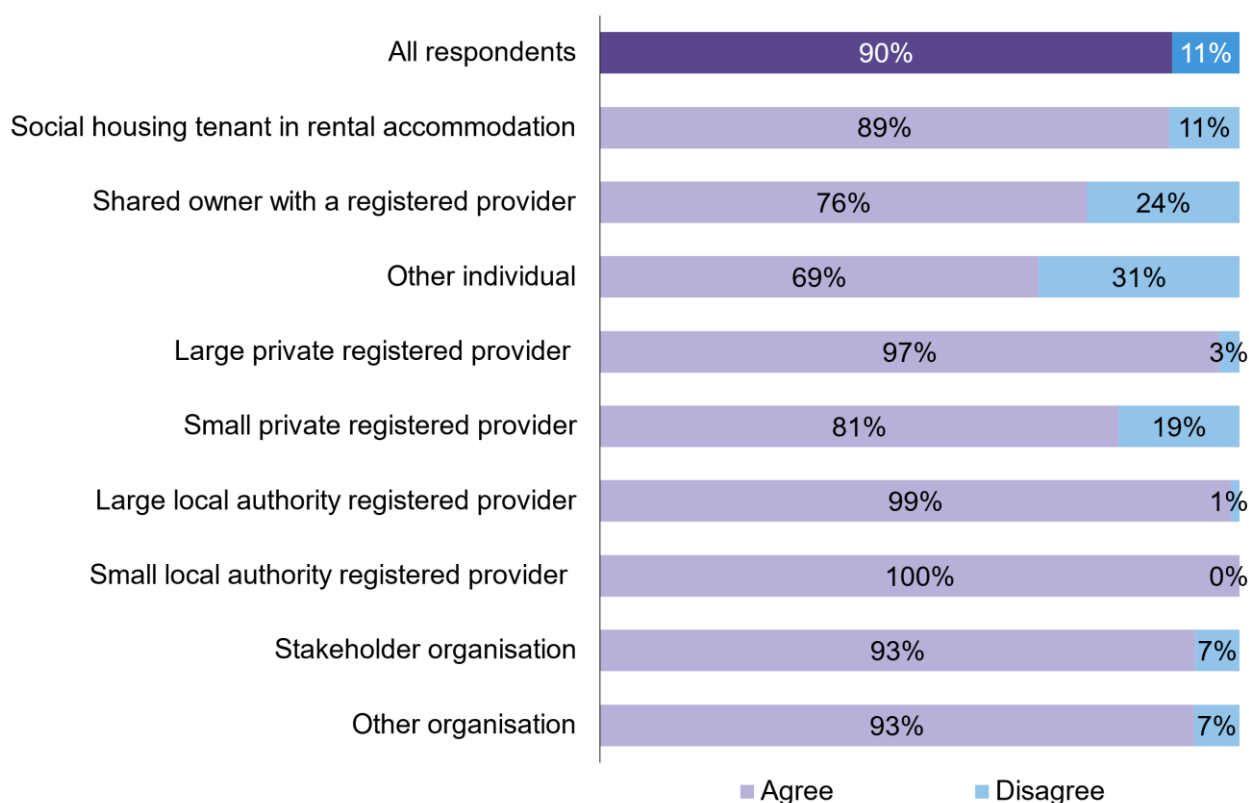 All respondents 90% 11%
Social housing tenant in rental accommodation 89% 11%
Shared owner with a registered provider 76% 24%
Other individual 69% 31%
Large private registered provider 97% 3%
Small private registered provider 81% 19%
Large local authority registered provider 99% 1%
Small local authority registered provider 100% 0%
Stakeholder organisation 93% 7%
Other organisation 93% 7%
Agree Disagree